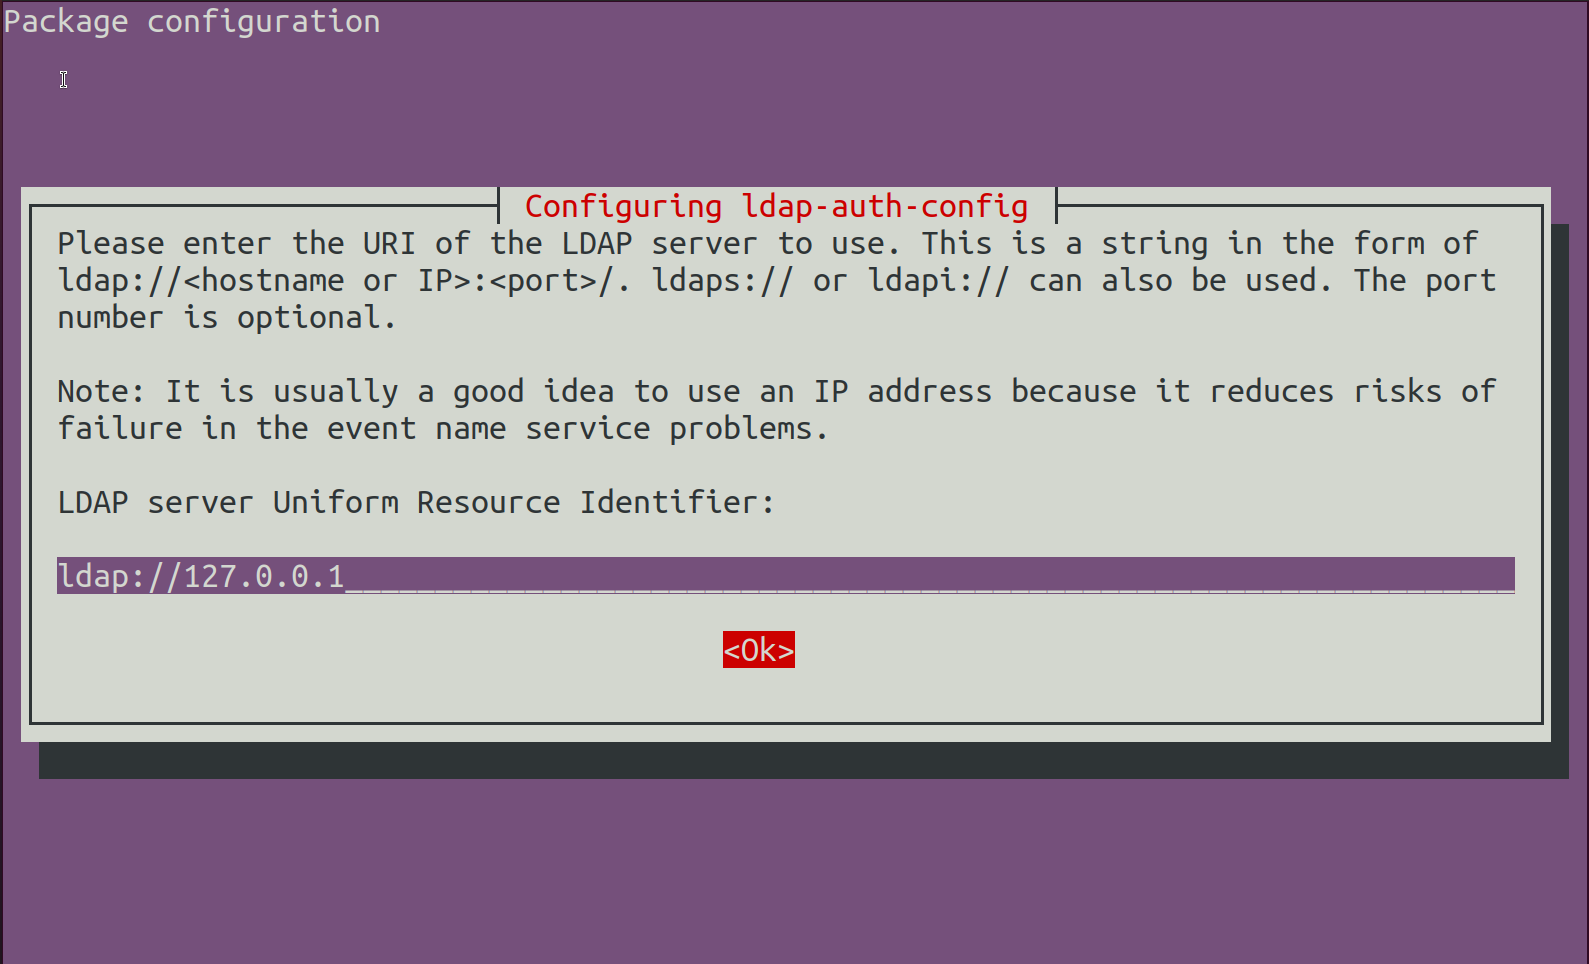 Package configuration
Configuring ldap-auth-config
Please enter the URI of the LDAP server to use. This is a string in the form of
ldap://<hostname or IP>:<port>/. ldaps:// or ldapi:// can also be used. The port
number is optional.
Note: It is usually a good idea to use an IP address because it reduces risks of
failure in the event name service problems.
LDAP server Uniform Resource Identifier:
ldap://127.0.0.1_________________________________________________________________
<Ok>